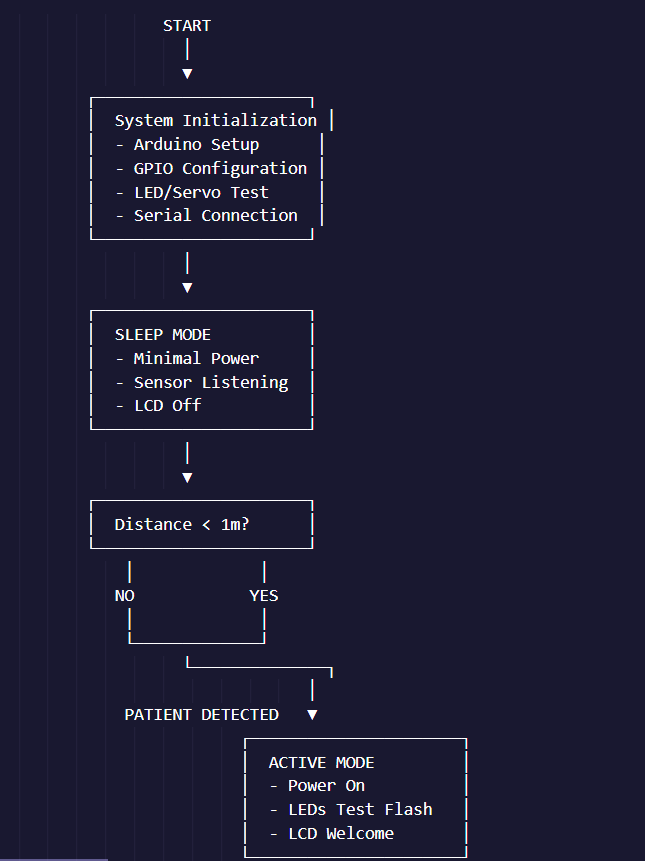 START
System Initialization
- Arduino Setup
- GPIO Configuration
- LED/Servo Test
- Serial Connection
SLEEP MODE
- Minimal Power
- Sensor Listening
- LCD Off
Distance < 1m?
NO YES
PATIENT DETECTED
ACTIVE MODE
- Power On
- LEDs Test Flash
- LCD Welcome